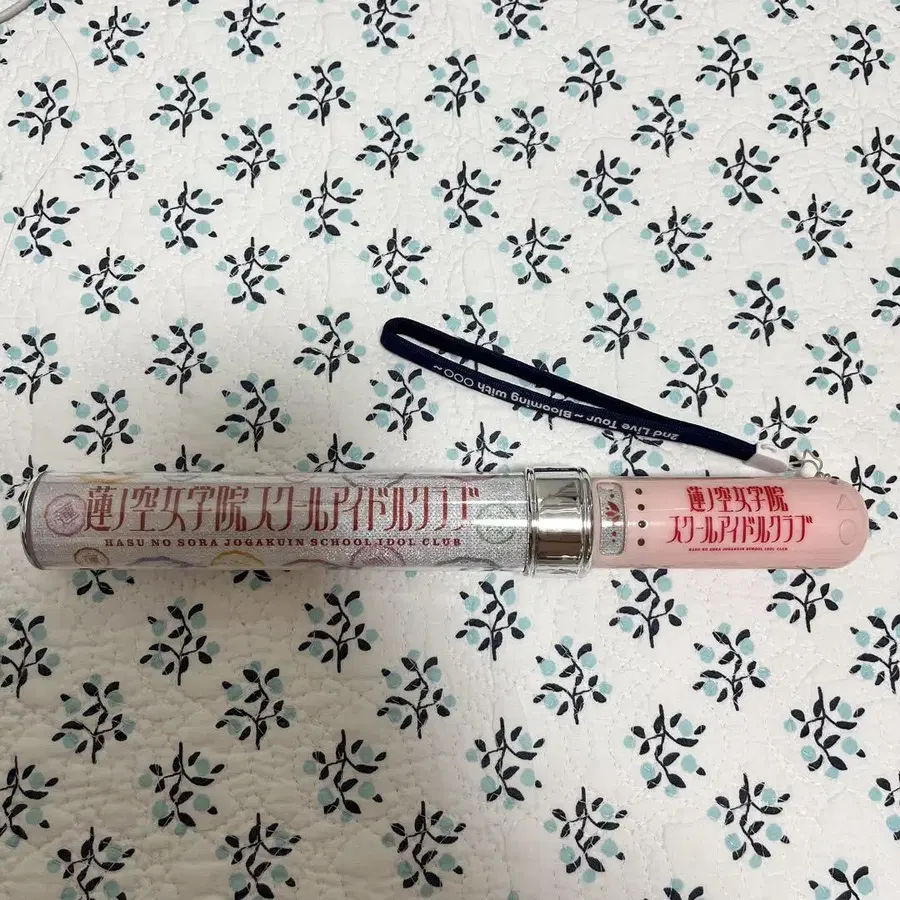 2nd Live Tour ~Blooming with ○○○~
蓮ノ空女学院スクールアイドルクラブ
HASU NO SORA JOGAKUIN SCHOOL IDOL CLUB
蓮ノ空女学院
スクールアイドルクラブ
HASU NO SORA JOGAKUIN SCHOOL IDOL CLUB